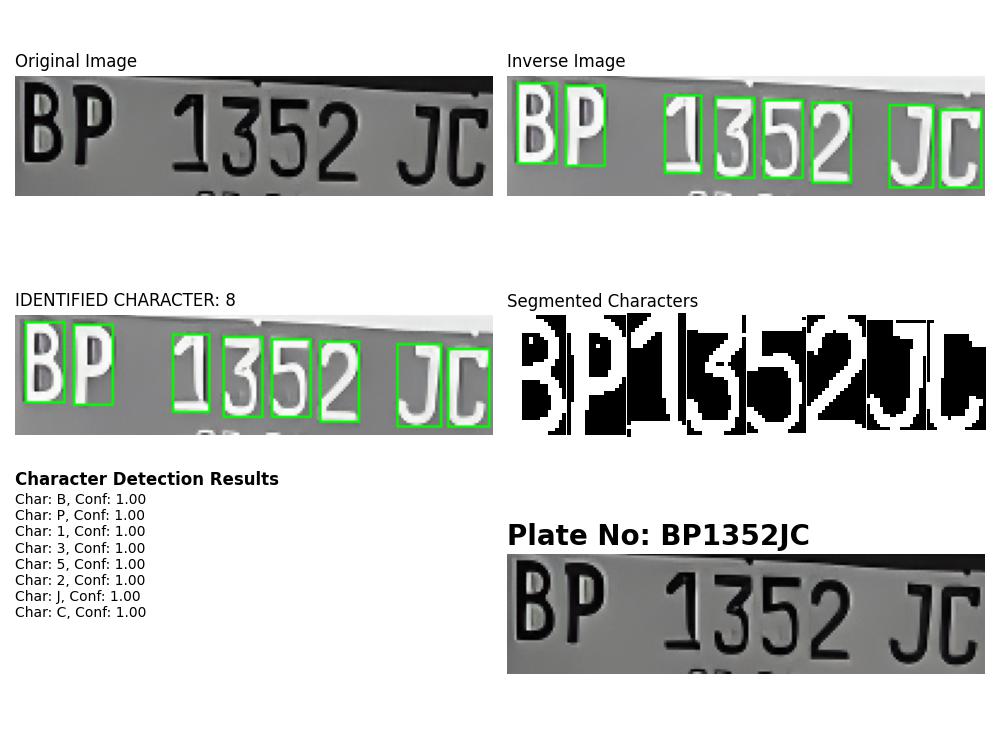 Original Image
BP 1352 JC
Inverse Image
BP 1352 JC
IDENTIFIED CHARACTER: 8
BP 1352 JC
Segmented Characters
BP1352JC
Character Detection Results
Char: B, Conf: 1.00
Char: P, Conf: 1.00
Char: 1, Conf: 1.00
Char: 3, Conf: 1.00
Char: 5, Conf: 1.00
Char: 2, Conf: 1.00
Char: J, Conf: 1.00
Char: C, Conf: 1.00
Plate No: BP1352JC
BP 1352 JC